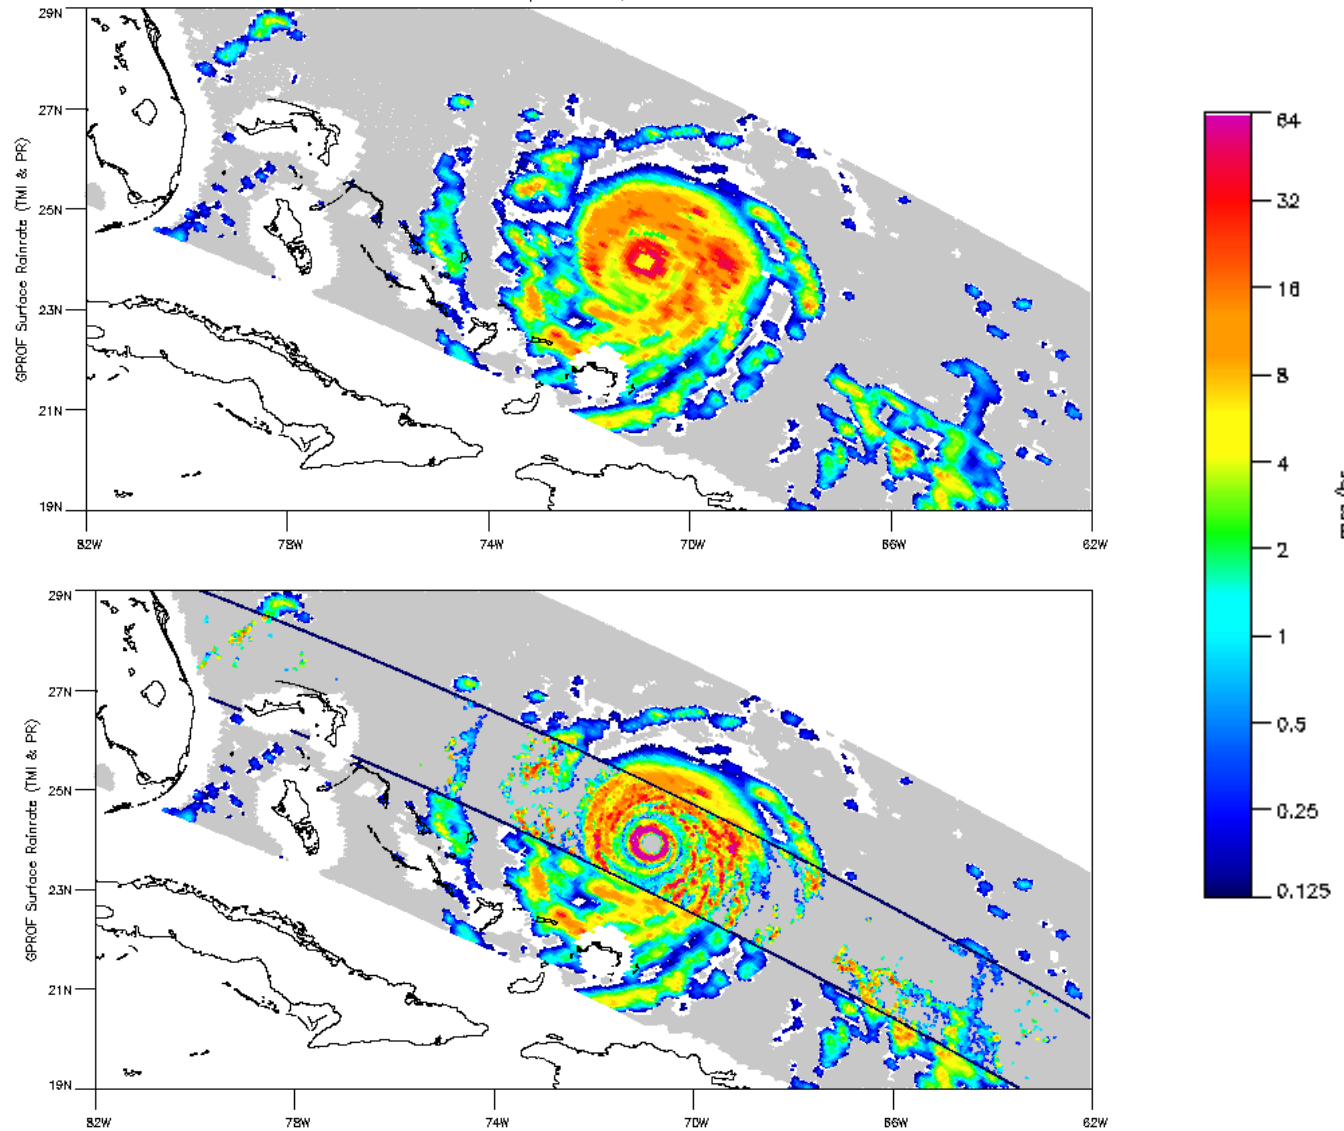 29N
27N
25N
23N
21N
19N
82W 78W 74W 70W 66W 62W
GPROF Surface Rainrate (TMI & PR)
64
32
16
8
4
2
1
0.5
0.25
0.125
29N
27N
25N
23N
21N
19N
82W 78W 74W 70W 66W 62W
GPROF Surface Rainrate (TMI & PR)